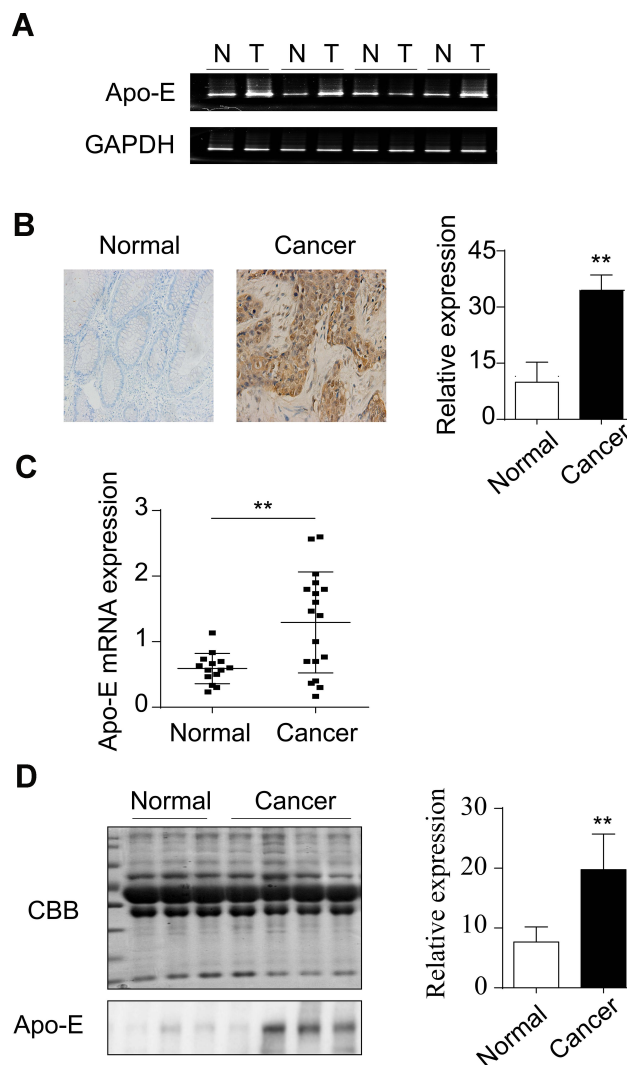 A
N T N T N T N T
Apo-E
GAPDH
B
Normal Cancer
Relative expression
45
30
15
0
**
Normal Cancer
C
Apo-E mRNA expression
3
2
1
0
**
Normal Cancer
D
Normal Cancer
CBB
Apo-E
Relative expression
30
20
10
0
**
Normal Cancer